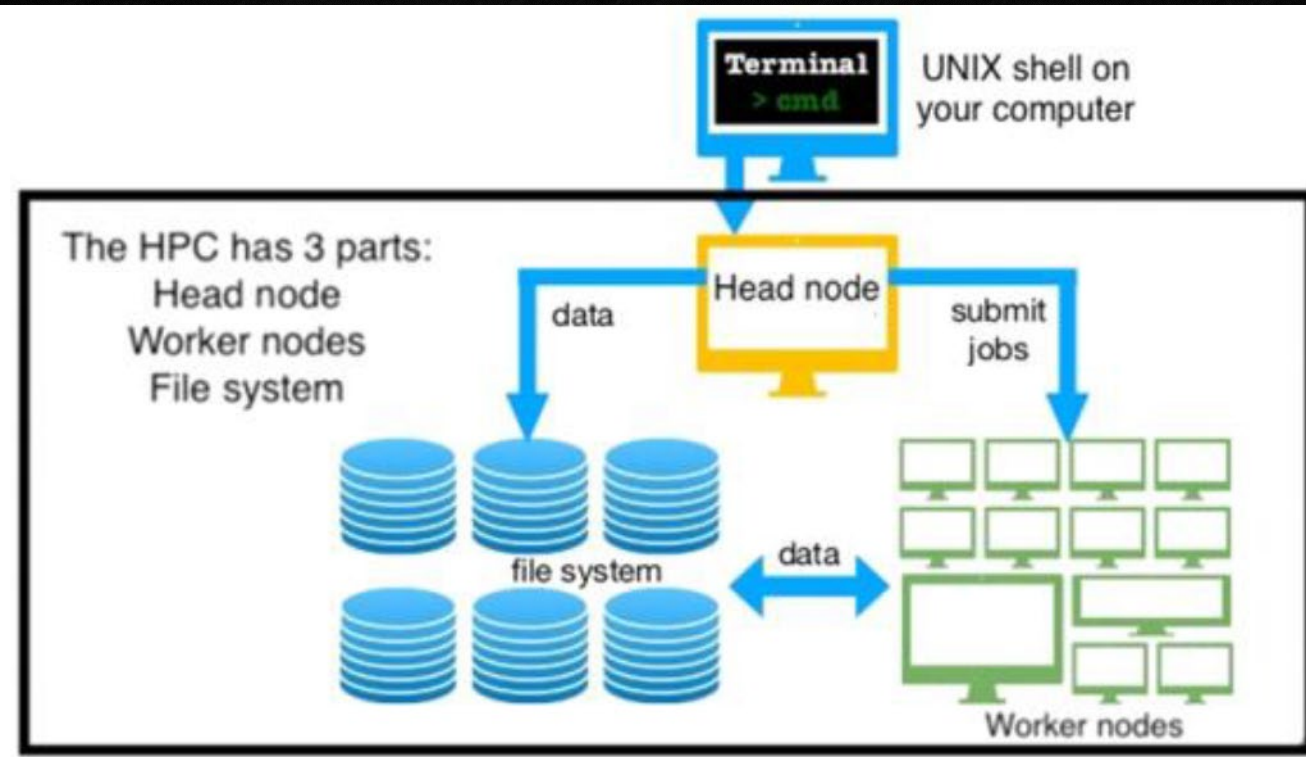 Terminal
> cmd
UNIX shell on
your computer
The HPC has 3 parts:
Head node
Worker nodes
File system
Head node
data
submit
jobs
file system
data
Worker nodes